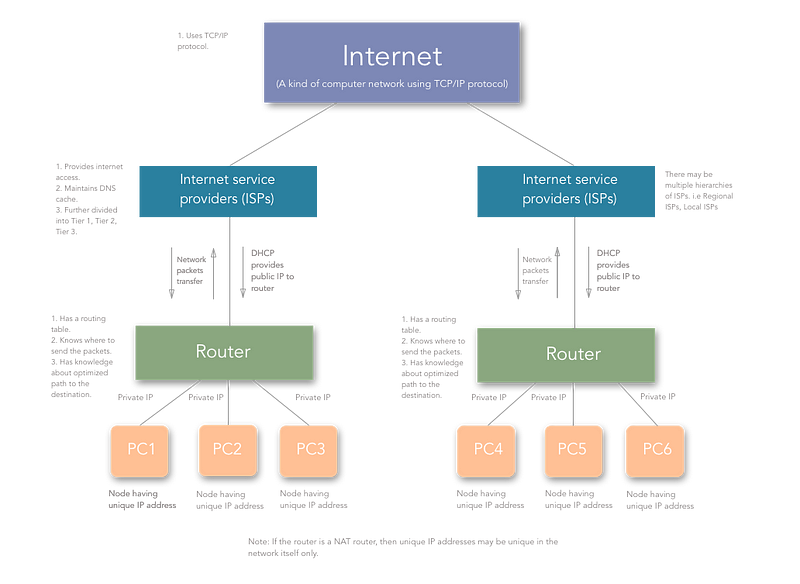 1. Uses TCP/IP
protocol.
Internet
(A kind of computer network using TCP/IP protocol)
1. Provides internet
access.
2. Maintains DNS
cache.
3. Further divided
into Tier 1, Tier 2,
Tier 3.
Internet service
providers (ISPs)
Internet service
providers (ISPs)
There may be
multiple hierarchies
of ISPs. i.e Regional
ISPs, Local ISPs
Network
packets
transfer
DHCP
provides
public IP to
router
Network
packets
transfer
DHCP
provides
public IP to
router
1. Has a routing
table.
2. Knows where to
send the packets.
3. Has knowledge
about optimized
path to the
destination.
Router
1. Has a routing
table.
2. Knows where to
send the packets.
3. Has knowledge
about optimized
path to the
destination.
Router
Private IP
Private IP
Private IP
Private IP
Private IP
Private IP
PC1
PC2
PC3
PC4
PC5
PC6
Node having
unique IP address
Node having
unique IP address
Node having
unique IP address
Node having
unique IP address
Node having
unique IP address
Node having
unique IP address
Note: If the router is a NAT router, then unique IP addresses may be unique in the
network itself only.